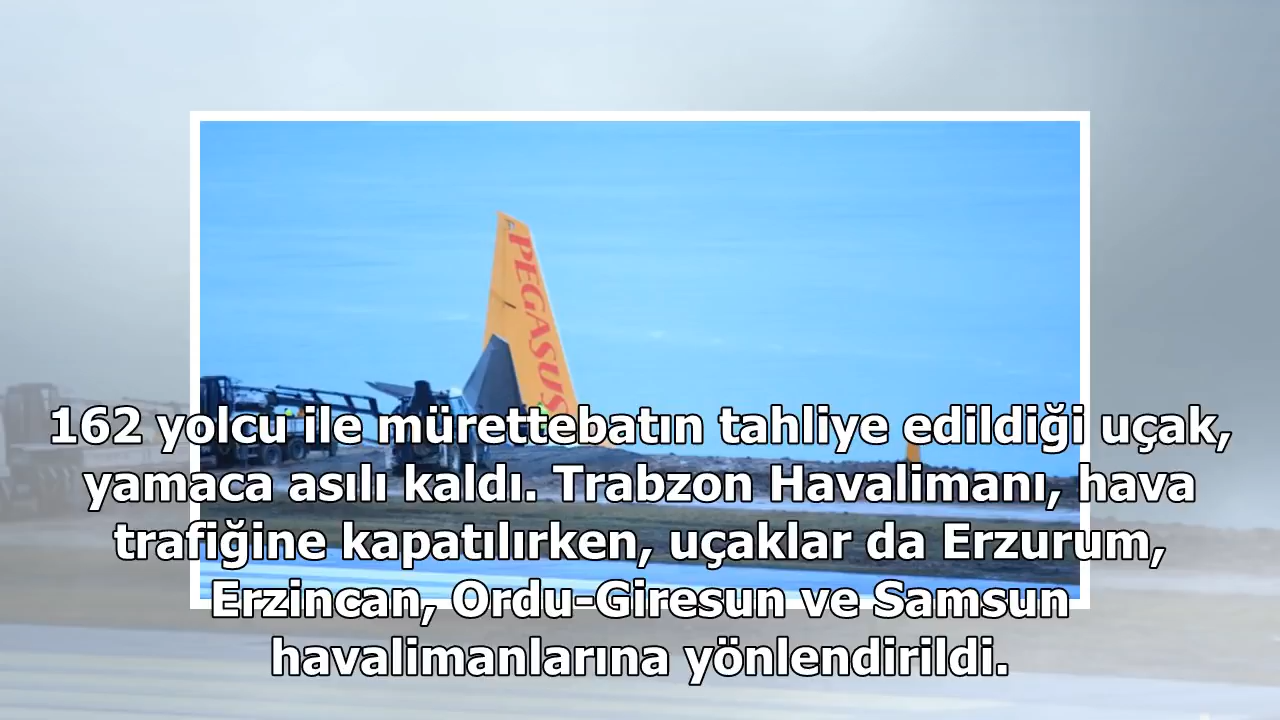 PEGASUS
162 yolcu ile mürettebatın tahliye edildiği uçak,
yamaca asılı kaldı. Trabzon Havalimanı, hava
trafiğine kapatılırken, uçaklar da Erzurum,
Erzincan, Ordu-Giresun ve Samsun
havalimanlarına yönlendirildi.